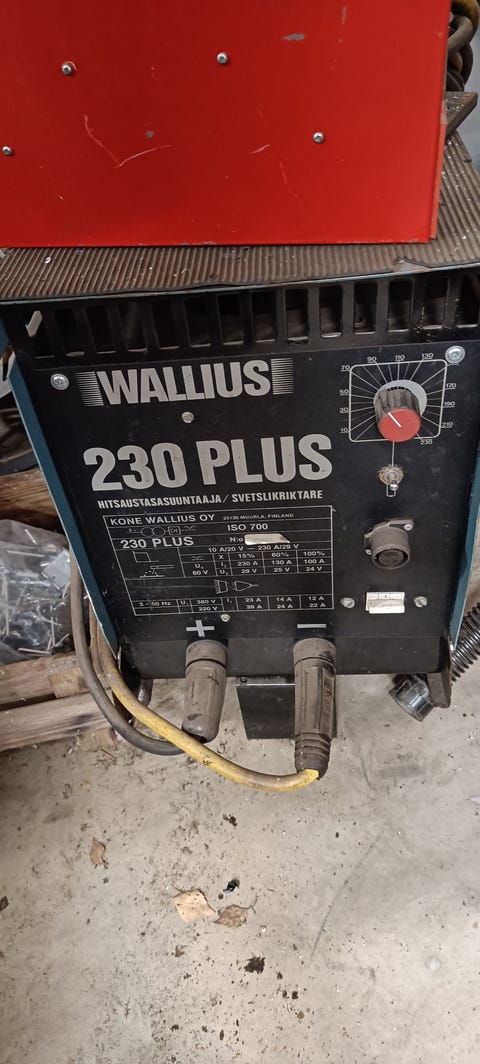 WALLIUS
70 90 110 130
50 170
30 190
10 210
230
230 PLUS
HITSAUSTASASUUNTAAJA / SVETSLIKRIKTARE
KONE WALLIUS OY 25130 MUURLA, FINLAND
ISO 700
230 PLUS N:o
10 A/20 V — 230 A/29 V
X 15% 60% 100%
I₂ 230 A 130 A 100 A
U₀ 60 V U₂ 29 V 25 V 24 V
3 ~ 50 Hz U₁ 380 V I₁ 23 A 14 A 12 A
220 V 39 A 24 A 22 A
+ −